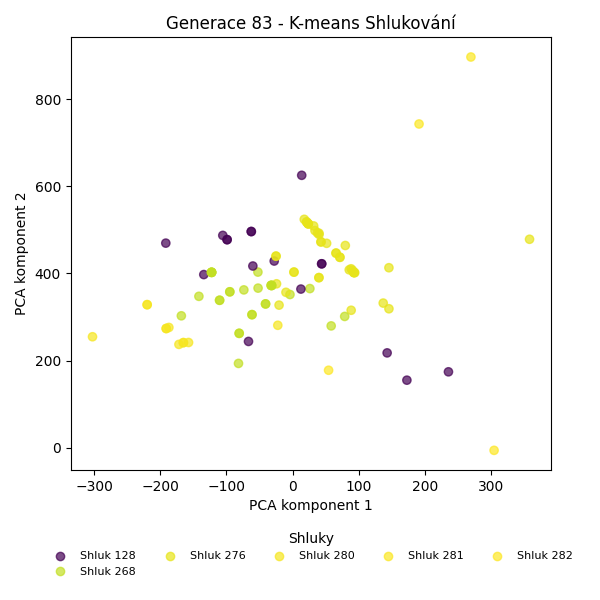 Generace 83 - K-means Shlukování
PCA komponent 2
800
600
400
200
0
−300 −200 −100 0 100 200 300
PCA komponent 1
Shluky
Shluk 128 Shluk 276 Shluk 280 Shluk 281 Shluk 282
Shluk 268